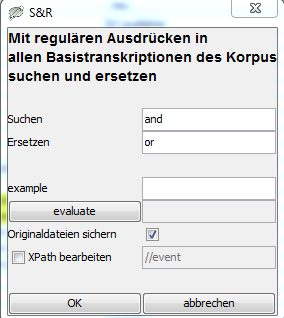 S&R
Mit regulären Ausdrücken in
allen Basistranskriptionen des Korpus
suchen und ersetzen
Suchen and
Ersetzen or
example
evaluate
Originaldateien sichern
XPath bearbeiten //event
OK abbrechen